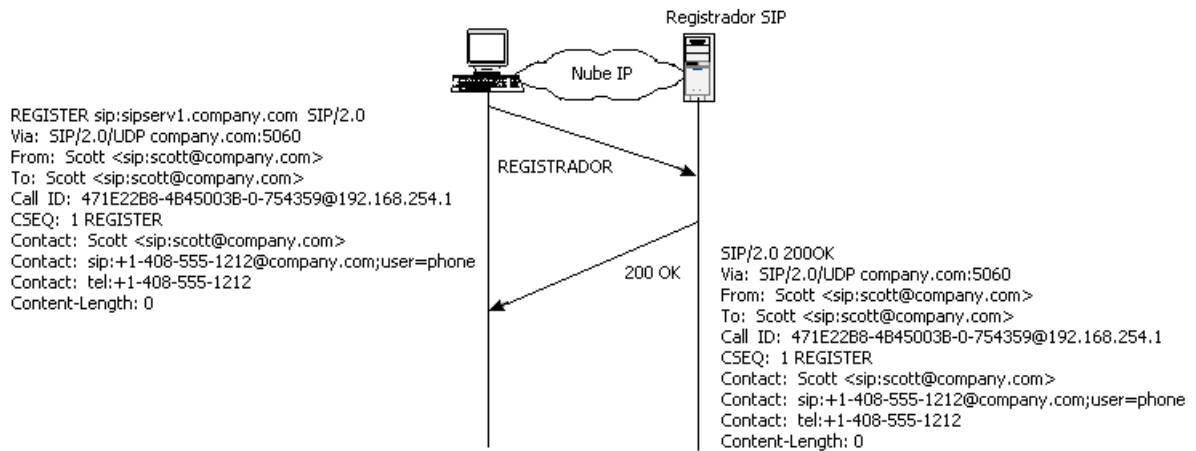 Registrador SIP
Nube IP
REGISTER sip:sipserv1.company.com SIP/2.0
Via: SIP/2.0/UDP company.com:5060
From: Scott <sip:scott@company.com>
To: Scott <sip:scott@company.com>
Call ID: 471E22B8-4B45003B-0-754359@192.168.254.1
CSEQ: 1 REGISTER
Contact: Scott <sip:scott@company.com>
Contact: sip:+1-408-555-1212@company.com;user=phone
Contact: tel:+1-408-555-1212
Content-Length: 0
REGISTRADOR
200 OK
SIP/2.0 200OK
Via: SIP/2.0/UDP company.com:5060
From: Scott <sip:scott@company.com>
To: Scott <sip:scott@company.com>
Call ID: 471E22B8-4B45003B-0-754359@192.168.254.1
CSEQ: 1 REGISTER
Contact: Scott <sip:scott@company.com>
Contact: sip:+1-408-555-1212@company.com;user=phone
Contact: tel:+1-408-555-1212
Content-Length: 0